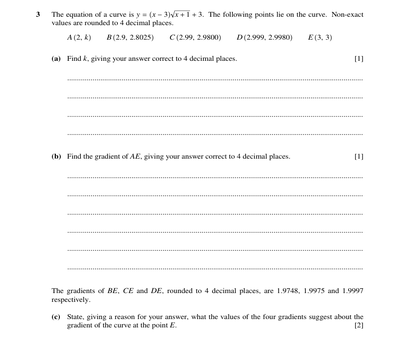 3 The equation of a curve is y = (x − 3)√(x + 1) + 3. The following points lie on the curve. Non-exact
values are rounded to 4 decimal places.
A (2, k) B (2.9, 2.8025) C (2.99, 2.9800) D (2.999, 2.9980) E (3, 3)
(a) Find k, giving your answer correct to 4 decimal places. [1]
(b) Find the gradient of AE, giving your answer correct to 4 decimal places. [1]
The gradients of BE, CE and DE, rounded to 4 decimal places, are 1.9748, 1.9975 and 1.9997
respectively.
(c) State, giving a reason for your answer, what the values of the four gradients suggest about the
gradient of the curve at the point E. [2]